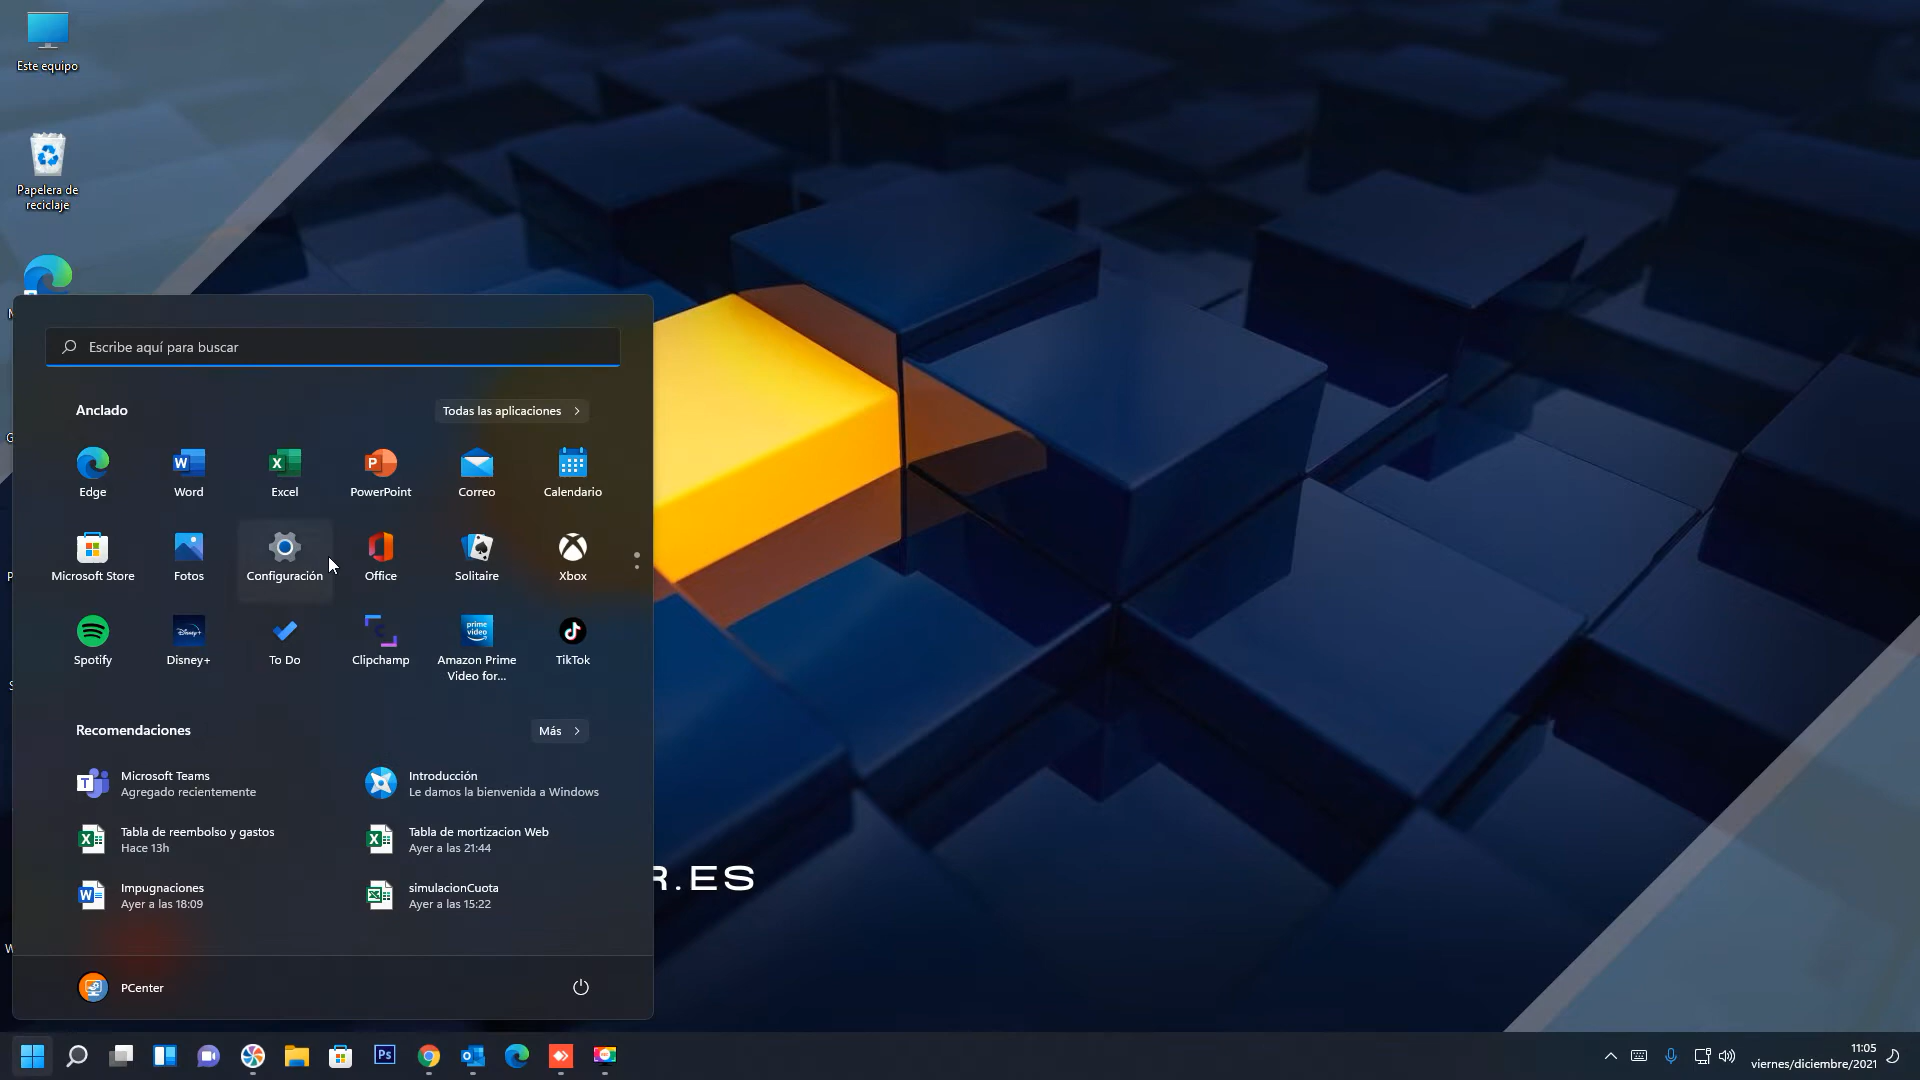 Este equipo
Papelera de
reciclaje
Escribe aquí para buscar
Anclado
Todas las aplicaciones
Edge
Word
Excel
PowerPoint
Correo
Calendario
Microsoft Store
Fotos
Configuración
Office
Solitaire
Xbox
Spotify
Disney+
To Do
Clipchamp
Amazon Prime
Video for...
TikTok
Recomendaciones
Más
Microsoft Teams
Agregado recientemente
Introducción
Le damos la bienvenida a Windows
Tabla de reembolso y gastos
Hace 13h
Tabla de mortizacion Web
Ayer a las 21:44
Impugnaciones
Ayer a las 18:09
simulacionCuota
Ayer a las 15:22
R.ES
PCenter
Ps
11:05
viernes/diciembre/2021